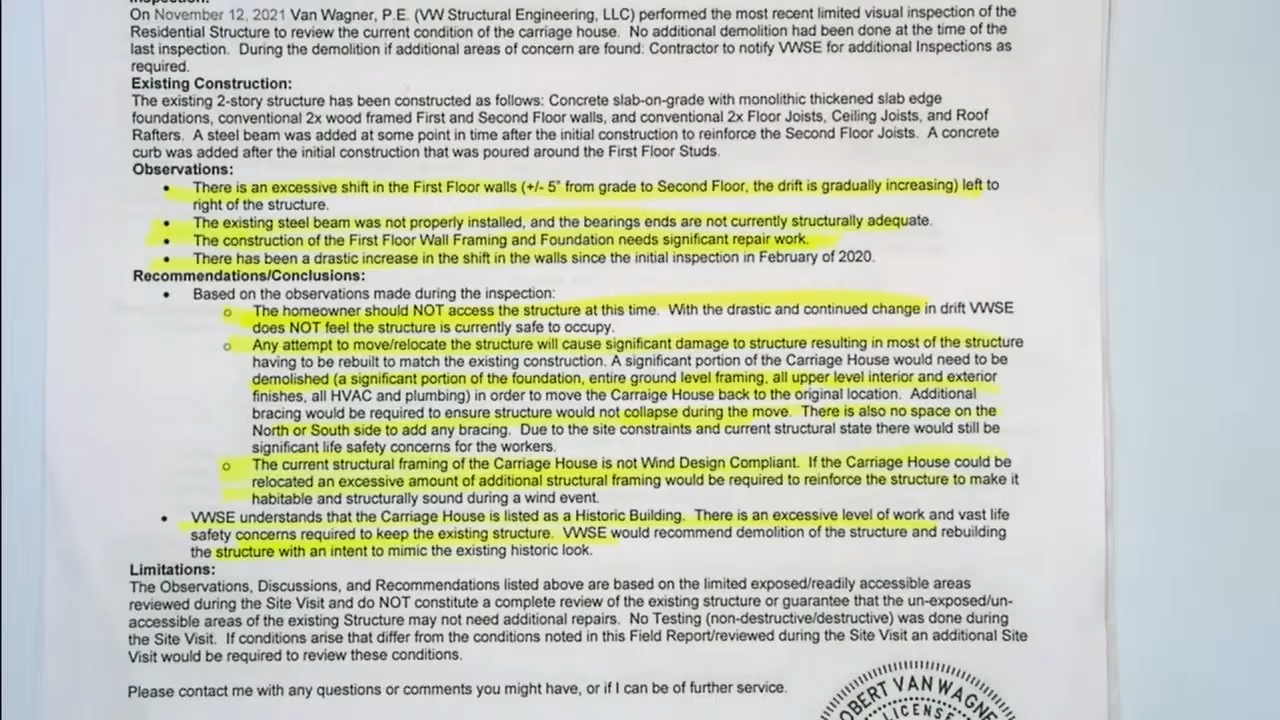 Inspection:
On November 12, 2021 Van Wagner, P.E. (VW Structural Engineering, LLC) performed the most recent limited visual inspection of the
Residential Structure to review the current condition of the carriage house. No additional demolition had been done at the time of the
last inspection. During the demolition if additional areas of concern are found: Contractor to notify VWSE for additional Inspections as
required.
Existing Construction:
The existing 2-story structure has been constructed as follows: Concrete slab-on-grade with monolithic thickened slab edge
foundations, conventional 2x wood framed First and Second Floor walls, and conventional 2x Floor Joists, Ceiling Joists, and Roof
Rafters. A steel beam was added at some point in time after the initial construction to reinforce the Second Floor Joists. A concrete
curb was added after the initial construction that was poured around the First Floor Studs.
Observations:
• There is an excessive shift in the First Floor walls (+/- 5" from grade to Second Floor, the drift is gradually increasing) left to
right of the structure.
• The existing steel beam was not properly installed, and the bearings ends are not currently structurally adequate.
• The construction of the First Floor Wall Framing and Foundation needs significant repair work.
• There has been a drastic increase in the shift in the walls since the initial inspection in February of 2020.
Recommendations/Conclusions:
• Based on the observations made during the inspection:
o The homeowner should NOT access the structure at this time. With the drastic and continued change in drift VWSE
does NOT feel the structure is currently safe to occupy.
o Any attempt to move/relocate the structure will cause significant damage to structure resulting in most of the structure
having to be rebuilt to match the existing construction. A significant portion of the Carriage House would need to be
demolished (a significant portion of the foundation, entire ground level framing, all upper level interior and exterior
finishes, all HVAC and plumbing) in order to move the Carraige House back to the original location. Additional
bracing would be required to ensure structure would not collapse during the move. There is also no space on the
North or South side to add any bracing. Due to the site constraints and current structural state there would still be
significant life safety concerns for the workers.
o The current structural framing of the Carriage House is not Wind Design Compliant. If the Carriage House could be
relocated an excessive amount of additional structural framing would be required to reinforce the structure to make it
habitable and structurally sound during a wind event.
• VWSE understands that the Carriage House is listed as a Historic Building. There is an excessive level of work and vast life
safety concerns required to keep the existing structure. VWSE would recommend demolition of the structure and rebuilding
the structure with an intent to mimic the existing historic look.
Limitations:
The Observations, Discussions, and Recommendations listed above are based on the limited exposed/readily accessible areas
reviewed during the Site Visit and do NOT constitute a complete review of the existing structure or guarantee that the un-exposed/un-
accessible areas of the existing Structure may not need additional repairs. No Testing (non-destructive/destructive) was done during
the Site Visit. If conditions arise that differ from the conditions noted in this Field Report/reviewed during the Site Visit an additional Site
Visit would be required to review these conditions.
Please contact me with any questions or comments you might have, or if I can be of further service.
OBERT VAN WAGNE
LICENSE